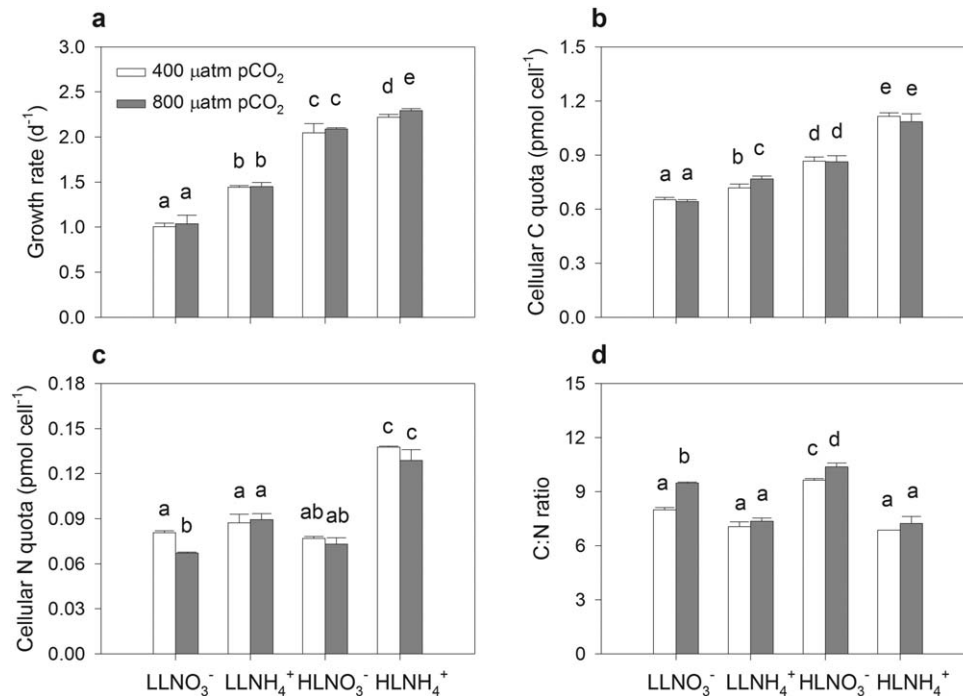 a
Growth rate (d⁻¹)
3.0
2.5
2.0
1.5
1.0
0.5
0.0
400 μatm pCO₂
800 μatm pCO₂
a a b b c c d e
b
Cellular C quota (pmol cell⁻¹)
1.5
1.2
0.9
0.6
0.3
0.0
a a b c d d e e
c
Cellular N quota (pmol cell⁻¹)
0.18
0.15
0.12
0.09
0.06
0.03
0.00
a b a a ab ab c c
LLNO₃⁻ LLNH₄⁺ HLNO₃⁻ HLNH₄⁺
d
C:N ratio
15
12
9
6
3
0
a b a a c d a a
LLNO₃⁻ LLNH₄⁺ HLNO₃⁻ HLNH₄⁺